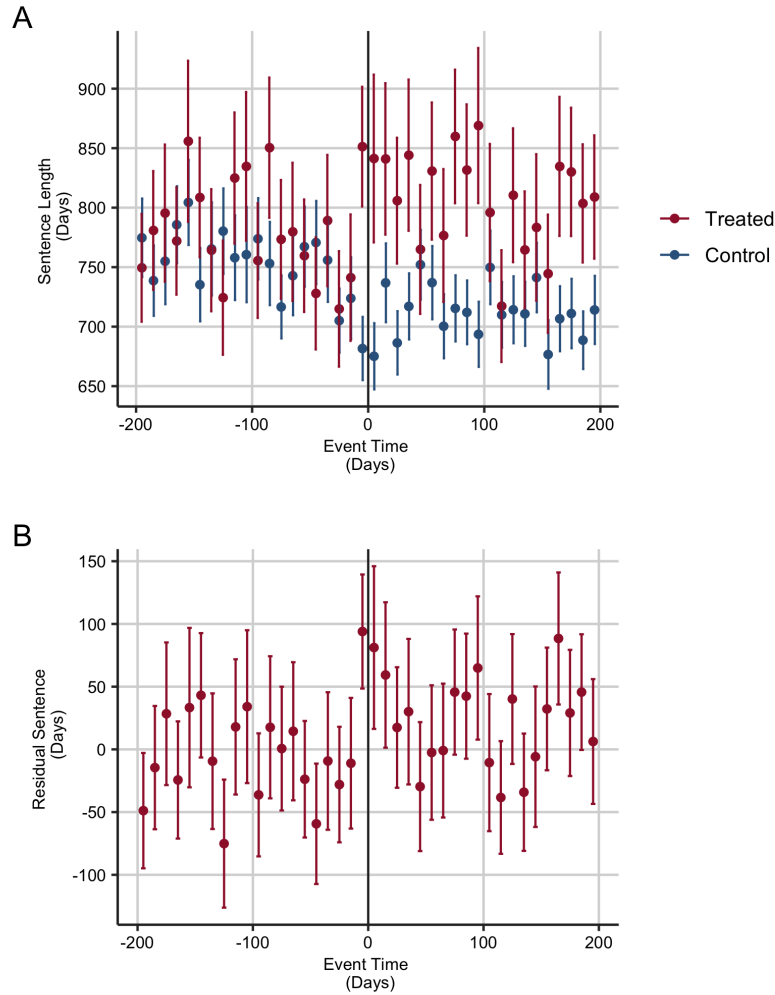 A
Sentence Length
(Days)
900
850
800
750
700
650
-200
-100
0
100
200
Event Time
(Days)
Treated
Control
B
Residual Sentence
(Days)
150
100
50
0
-50
-100
-200
-100
0
100
200
Event Time
(Days)